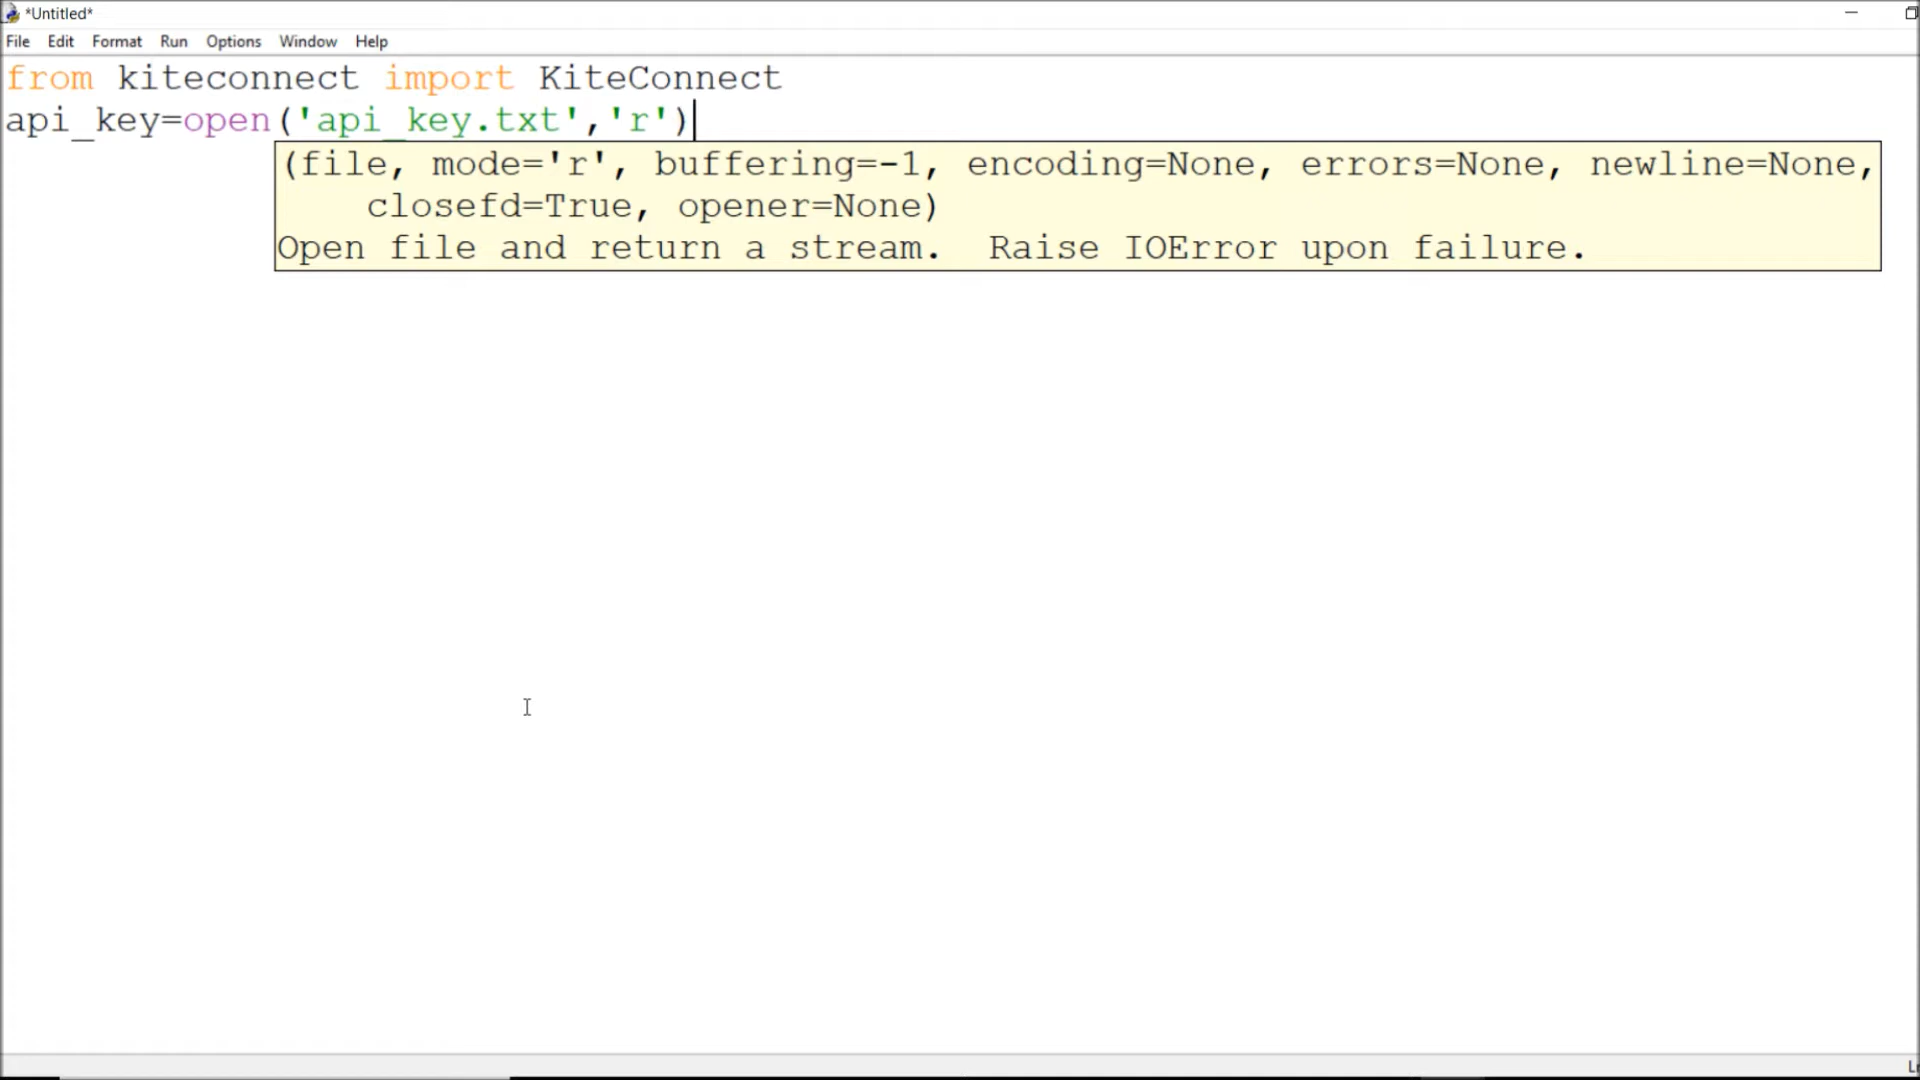 *Untitled*
File Edit Format Run Options Window Help
from kiteconnect import KiteConnect
api_key=open('api_key.txt','r')
(file, mode='r', buffering=-1, encoding=None, errors=None, newline=None,
closefd=True, opener=None)
Open file and return a stream.  Raise IOError upon failure.